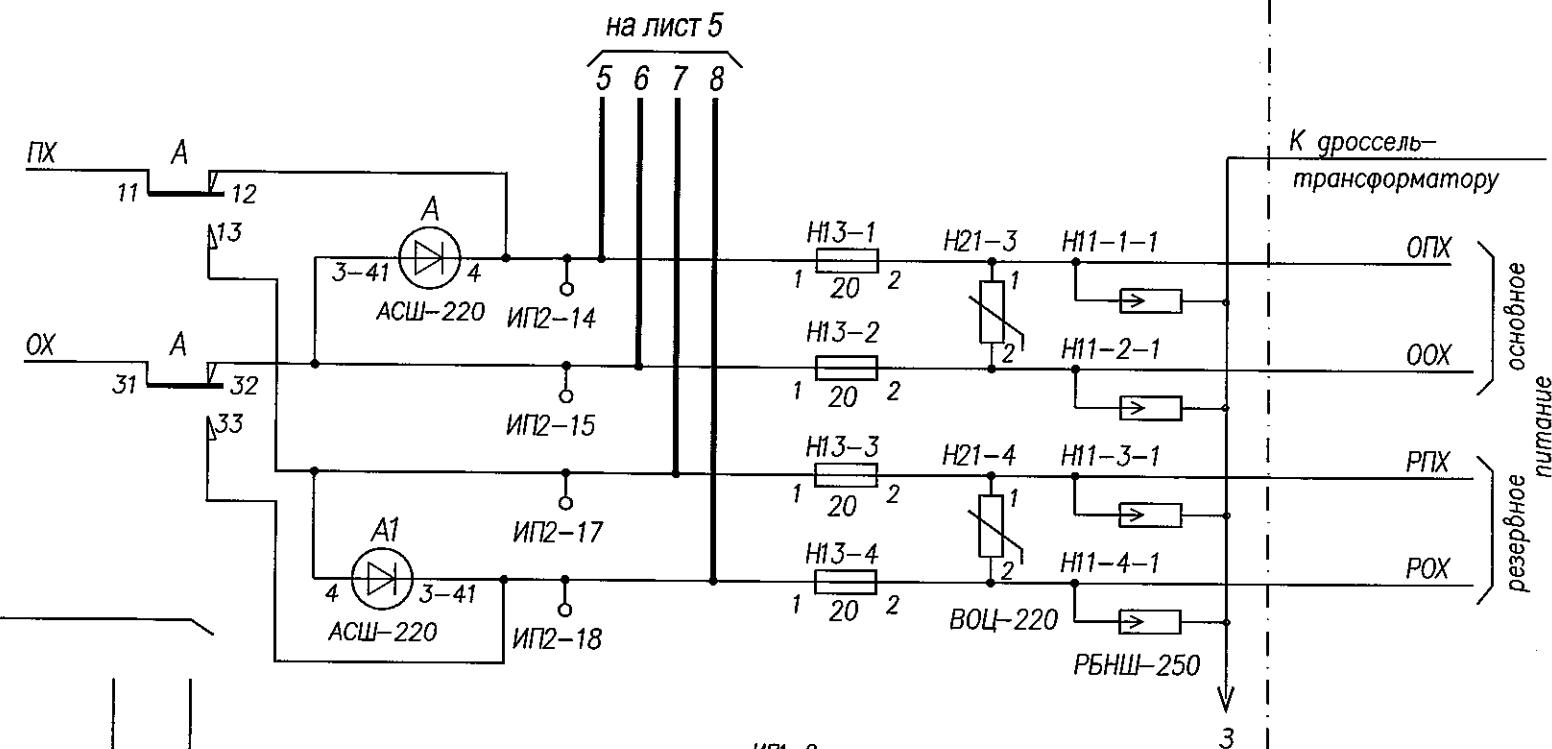 на лист 5
5 6 7 8
ПХ
А
11
12
13
А
3-41
4
АСШ-220
ИП2-14
ОХ
А
31
32
33
ИП2-15
ИП2-17
А1
4
3-41
АСШ-220
ИП2-18
Н13-1
1
20
2
Н13-2
1
20
2
Н13-3
1
20
2
Н13-4
1
20
2
Н21-3
1
2
Н21-4
1
2
ВОЦ-220
Н11-1-1
Н11-2-1
Н11-3-1
Н11-4-1
РБНШ-250
К дроссель-
трансформатору
ОПХ
ООХ
РПХ
РОХ
основное
резервное
питание
З